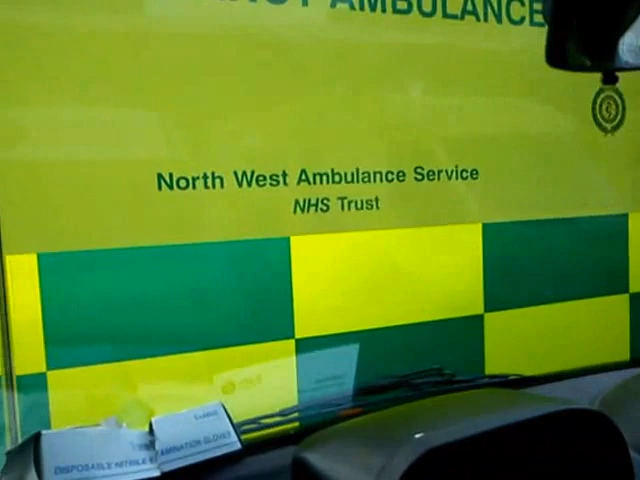 AMBULANCE
North West Ambulance Service
NHS Trust
DISPOSABLE NITRILE EXAMINATION GLOVES